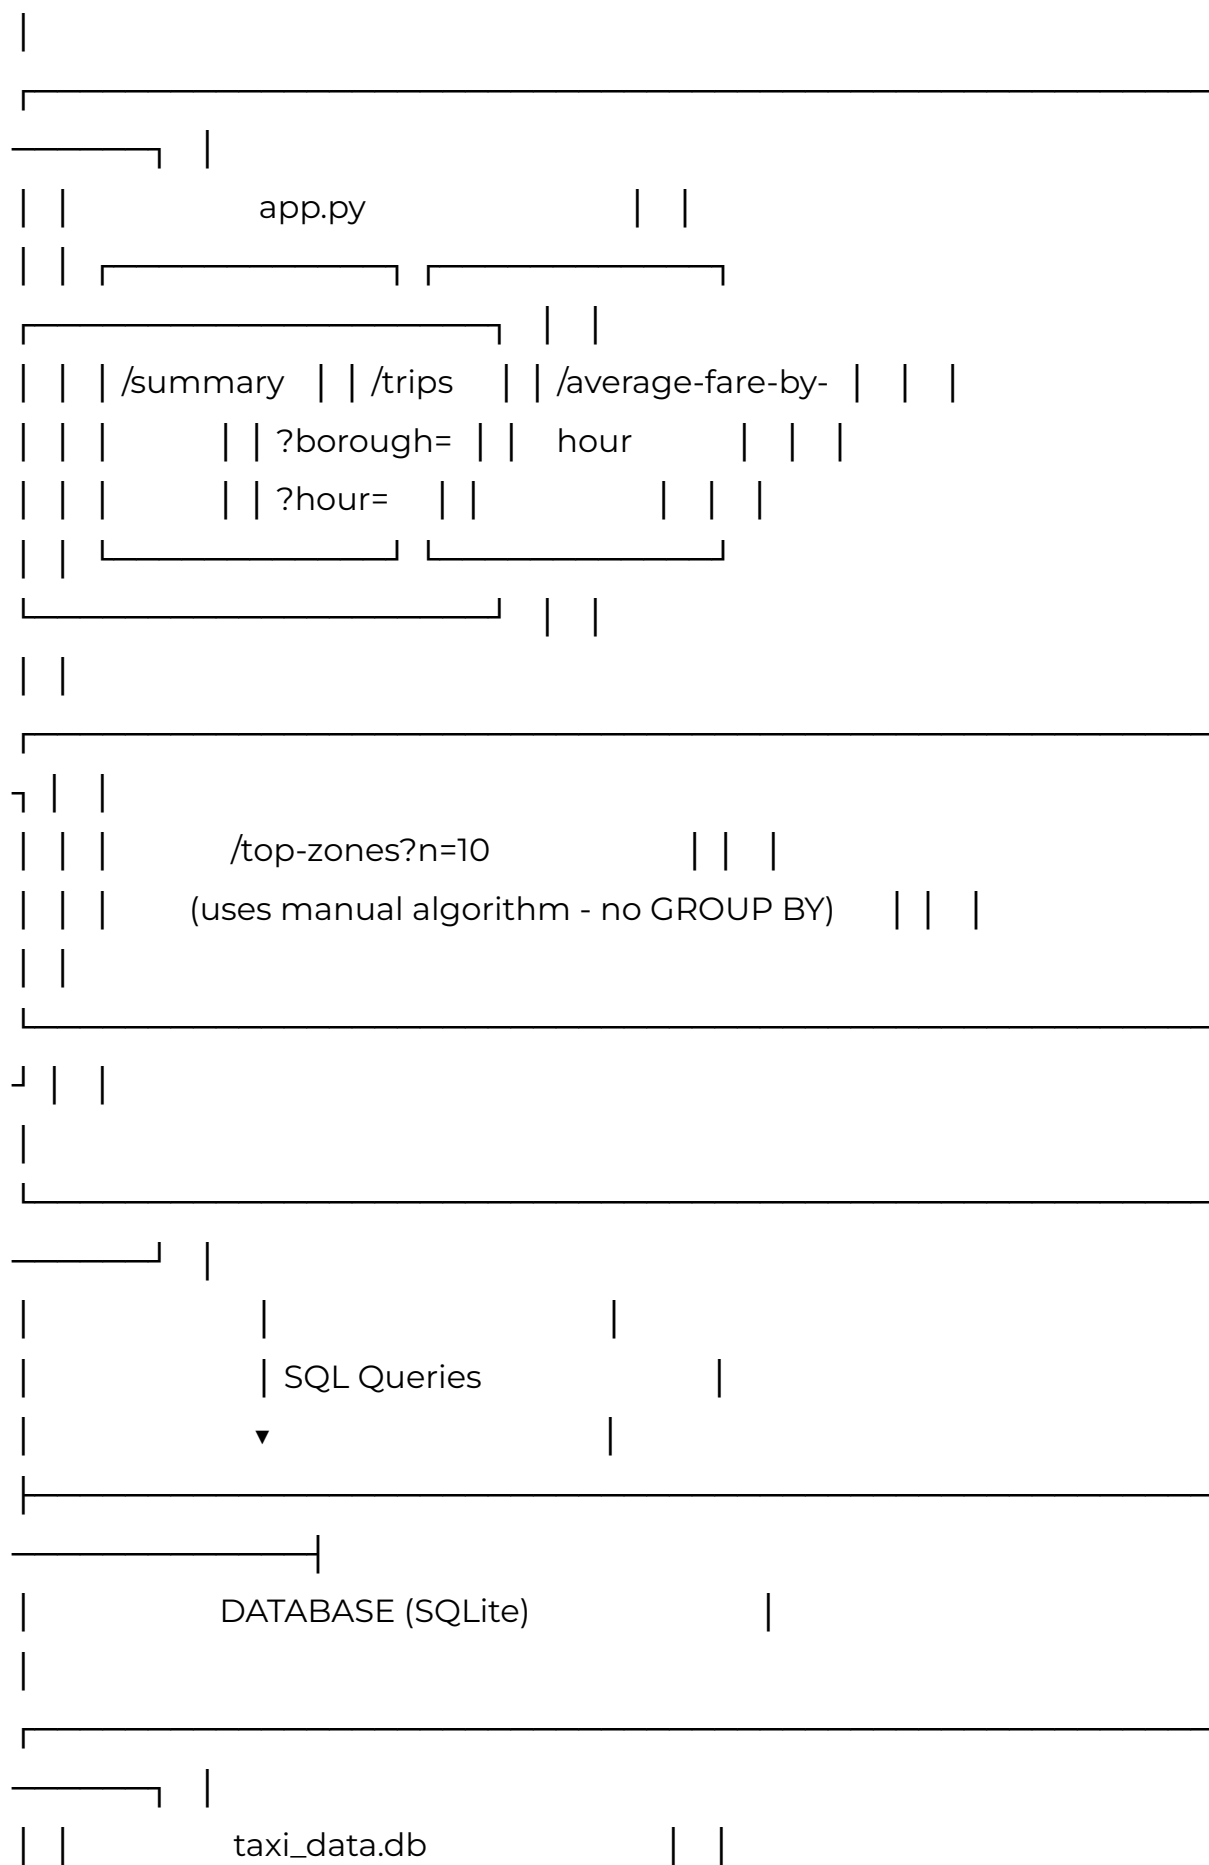 app.py
/summary /trips /average-fare-by-
?borough= hour
?hour=
/top-zones?n=10
(uses manual algorithm - no GROUP BY)
SQL Queries
▼
DATABASE (SQLite)
taxi_data.db